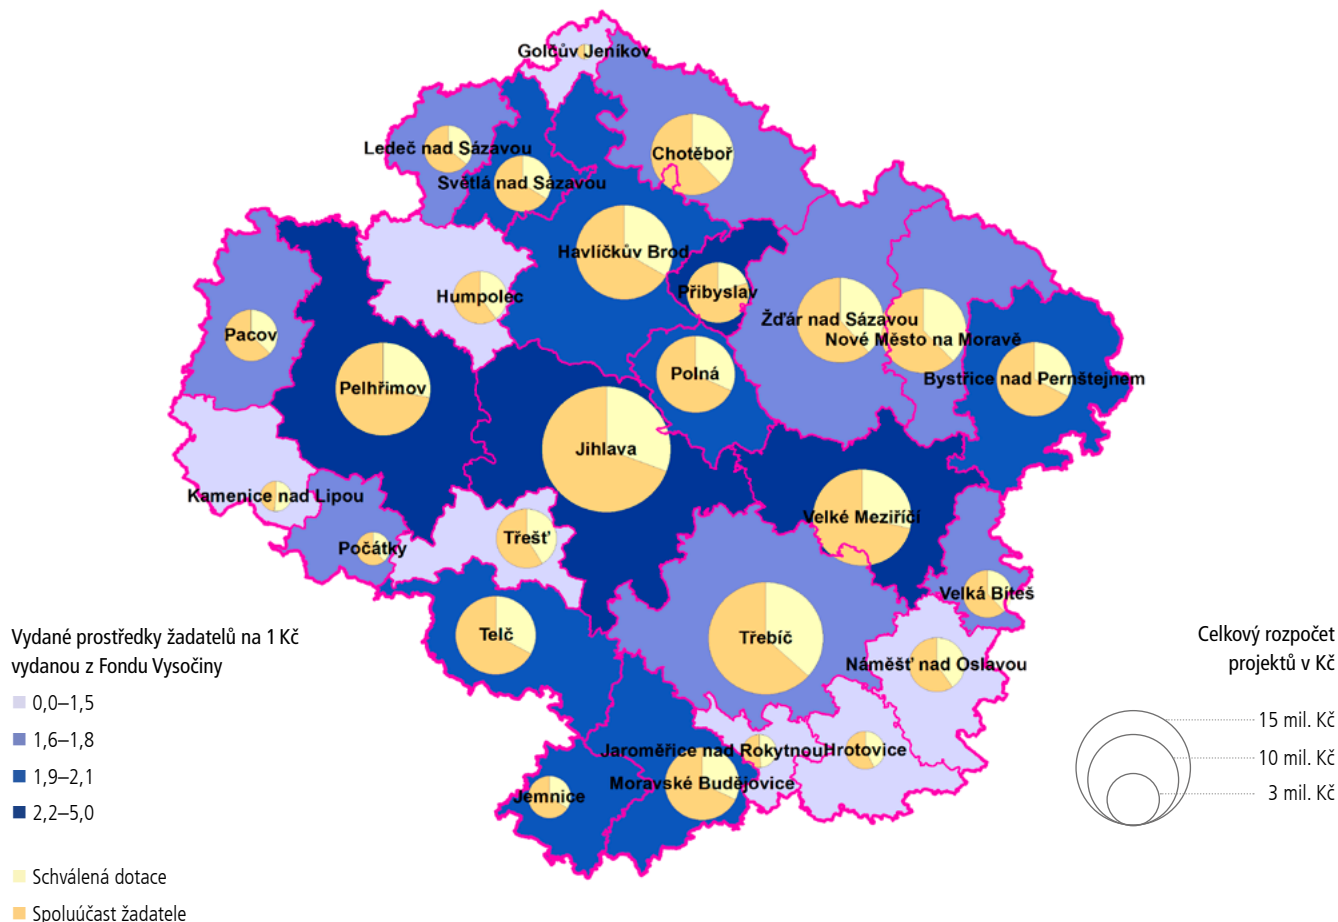 Golčův Jeníkov
Ledeč nad Sázavou
Chotěboř
Světlá nad Sázavou
Havlíčkův Brod
Humpolec
Přibyslav
Žďár nad Sázavou
Pacov
Nové Město na Moravě
Pelhřimov
Polná
Bystřice nad Pernštejnem
Jihlava
Kamenice nad Lipou
Velké Meziříčí
Třešť
Počátky
Velká Bíteš
Telč
Třebíč
Náměšť nad Oslavou
Jaroměřice nad Rokytnou
Hrotovice
Moravské Budějovice
Jemnice
Vydané prostředky žadatelů na 1 Kč
vydanou z Fondu Vysočiny
0,0–1,5
1,6–1,8
1,9–2,1
2,2–5,0
Schválená dotace
Spoluúčast žadatele
Celkový rozpočet
projektů v Kč
15 mil. Kč
10 mil. Kč
3 mil. Kč